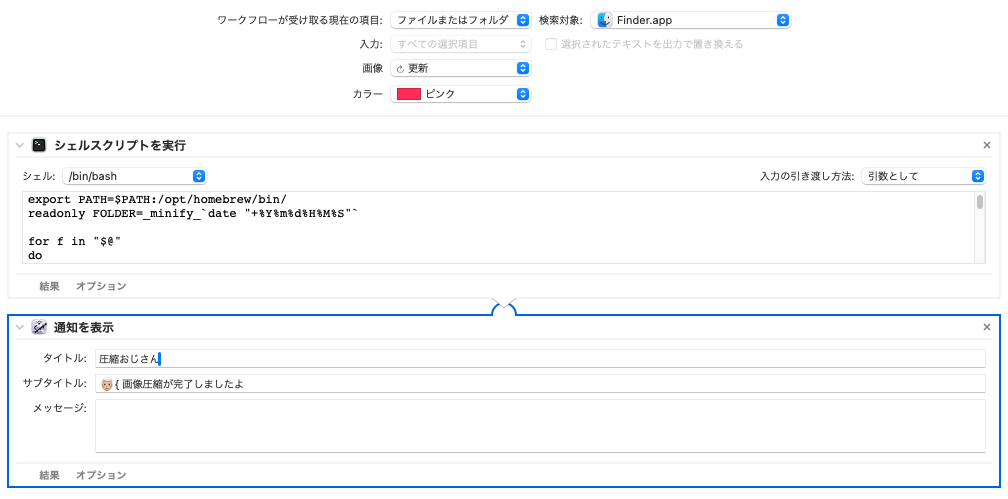 ワークフローが受け取る現在の項目: ファイルまたはフォルダ 検索対象: Finder.app
入力: すべての選択項目 選択されたテキストを出力で置き換える
画像 更新
カラー ピンク
シェルスクリプトを実行
シェル: /bin/bash 入力の引き渡し方法: 引数として
export PATH=$PATH:/opt/homebrew/bin/
readonly FOLDER=_minify_`date "+%Y%m%d%H%M%S"`
for f in "$@"
do
結果 オプション
通知を表示
タイトル: 圧縮おじさん
サブタイトル: 👴🏼{ 画像圧縮が完了しましたよ
メッセージ:
結果 オプション